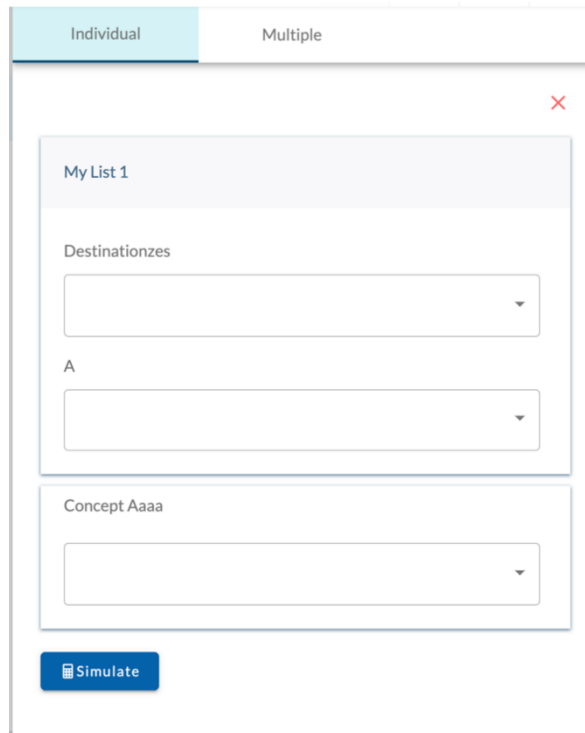 Individual
Multiple
My List 1
Destinationzes
A
Concept Aaaa
Simulate